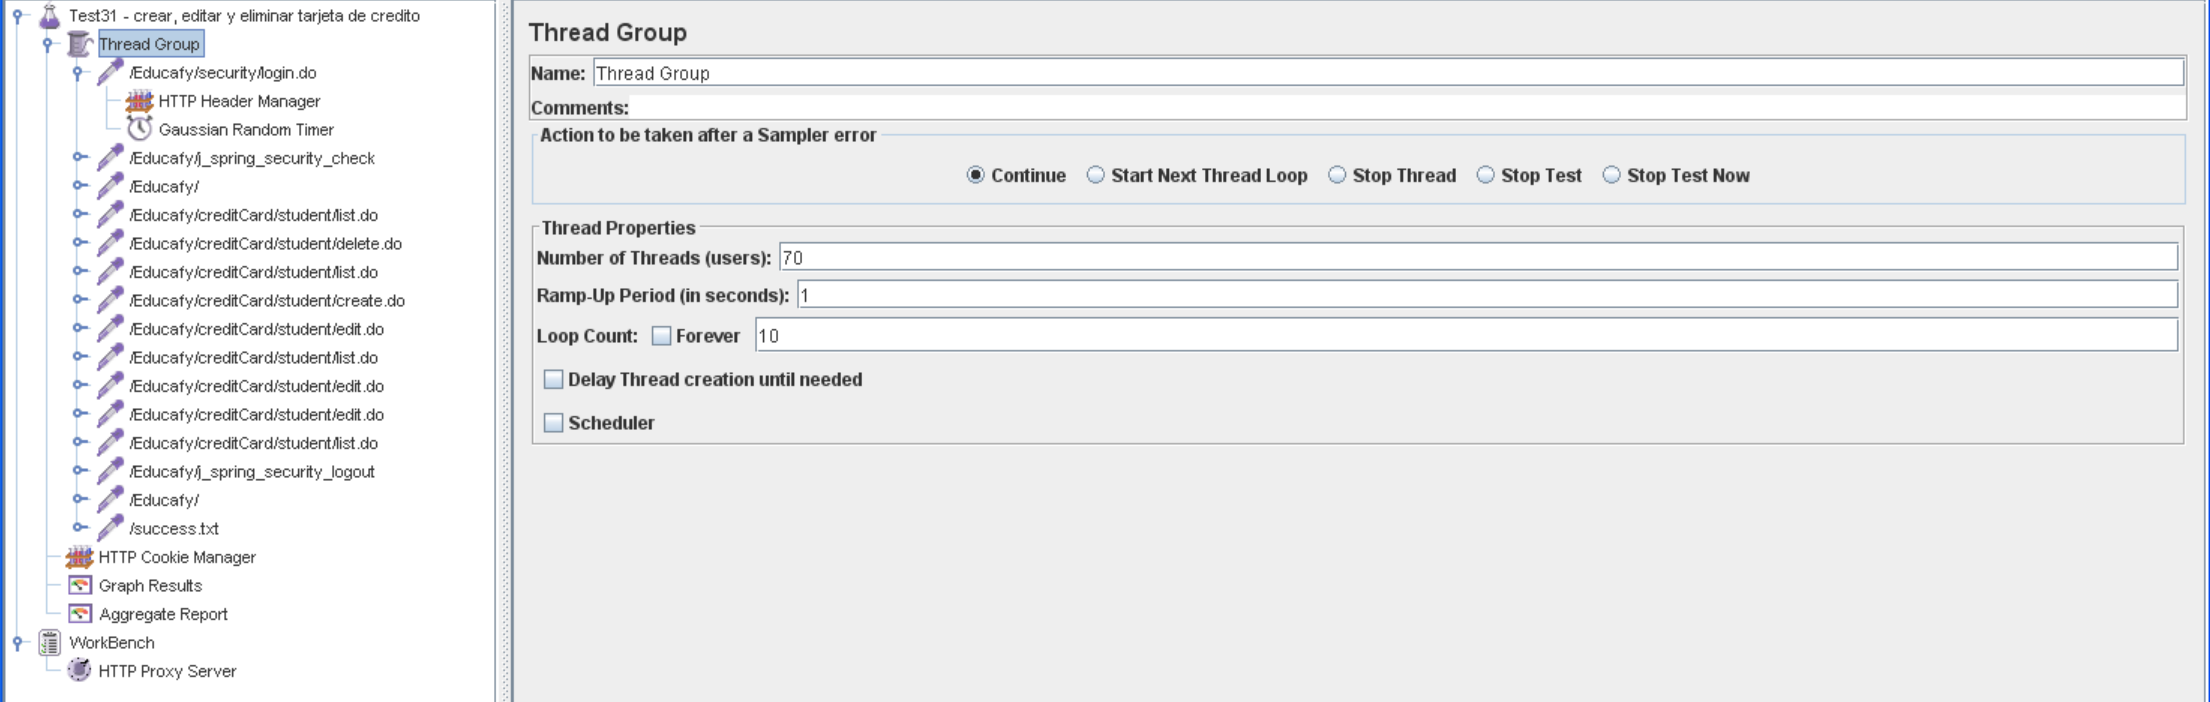 Test31 - crear, editar y eliminar tarjeta de credito
Thread Group
/Educafy/security/login.do
HTTP Header Manager
Gaussian Random Timer
/Educafy/j_spring_security_check
/Educafy/
/Educafy/creditCard/student/list.do
/Educafy/creditCard/student/delete.do
/Educafy/creditCard/student/list.do
/Educafy/creditCard/student/create.do
/Educafy/creditCard/student/edit.do
/Educafy/creditCard/student/list.do
/Educafy/creditCard/student/edit.do
/Educafy/creditCard/student/edit.do
/Educafy/creditCard/student/list.do
/Educafy/j_spring_security_logout
/Educafy/
/success.txt
HTTP Cookie Manager
Graph Results
Aggregate Report
WorkBench
HTTP Proxy Server
Thread Group
Name: Thread Group
Comments:
Action to be taken after a Sampler error
Continue Start Next Thread Loop Stop Thread Stop Test Stop Test Now
Thread Properties
Number of Threads (users): 70
Ramp-Up Period (in seconds): 1
Loop Count: Forever 10
Delay Thread creation until needed
Scheduler